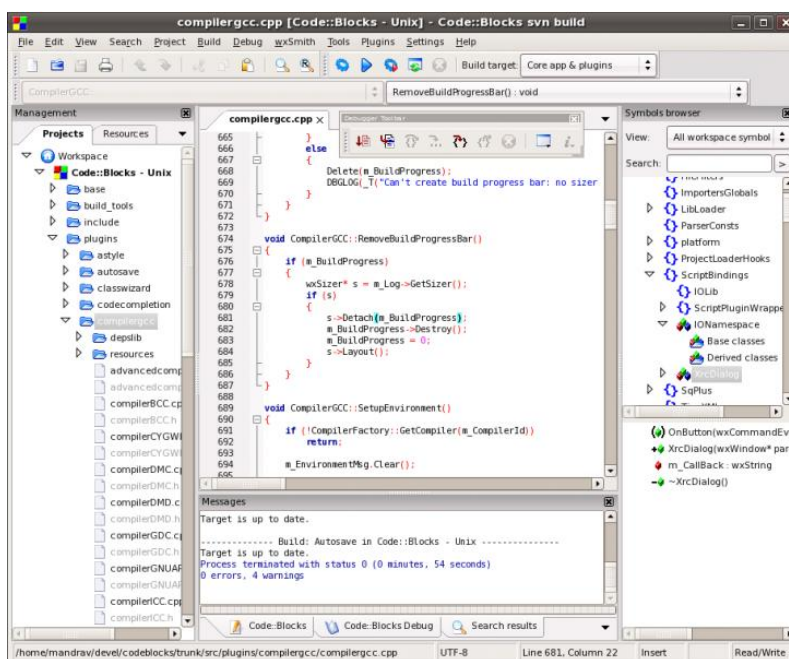 compilergcc.cpp [Code::Blocks - Unix] - Code::Blocks svn build
File Edit View Search Project Build Debug wxSmith Tools Plugins Settings Help
Build target: Core app & plugins
CompilerGCC:: RemoveBuildProgressBar() : void
Management
Projects Resources
Workspace
Code::Blocks - Unix
base
build_tools
include
plugins
astyle
autosave
classwizard
codecompletion
compilergcc
depslib
resources
advancedcomp
advancedcomp
compilerBCC.cp
compilerBCC.h
compilerCYGWI
compilerCYGWI
compilerDMC.cp
compilerDMC.h
compilerDMD.c
compilerDMD.h
compilerGDC.cp
compilerGDC.h
compilerGNUAR
compilerGNUAR
compilerICC.cpp
compilerICC.h
compilergcc.cpp
Debugger Toolbar
665 }
666 else
667 {
668 Delete(m_BuildProgress);
669 DBGLOG(_T("Can't create build progress bar: no sizer
670 }
671 }
672 }
673
674 void CompilerGCC::RemoveBuildProgressBar()
675 {
676 if (m_BuildProgress)
677 {
678 wxSizer* s = m_Log->GetSizer();
679 if (s)
680 {
681 s->Detach(m_BuildProgress);
682 m_BuildProgress->Destroy();
683 m_BuildProgress = 0;
684 s->Layout();
685 }
686 }
687 }
688
689 void CompilerGCC::SetupEnvironment()
690 {
691 if (!CompilerFactory::GetCompiler(m_CompilerId))
692 return;
693
694 m_EnvironmentMsg.Clear();
695
Messages
Target is up to date.
-------------- Build: Autosave in Code::Blocks - Unix ---------------
Target is up to date.
Process terminated with status 0 (0 minutes, 54 seconds)
0 errors, 4 warnings
Code::Blocks Code::Blocks Debug Search results
Symbols browser
View: All workspace symbol
Search: >
ImportersGlobals
LibLoader
ParserConsts
platform
ProjectLoaderHooks
ScriptBindings
IOLib
ScriptPluginWrappe
IONamespace
Base classes
Derived classes
XrcDialog
SqPlus
OnButton(wxCommandEv
XrcDialog(wxWindow* par
m_CallBack : wxString
~XrcDialog()
/home/mandrav/devel/codeblocks/trunk/src/plugins/compilergcc/compilergcc.cpp UTF-8 Line 681, Column 22 Insert Read/Write